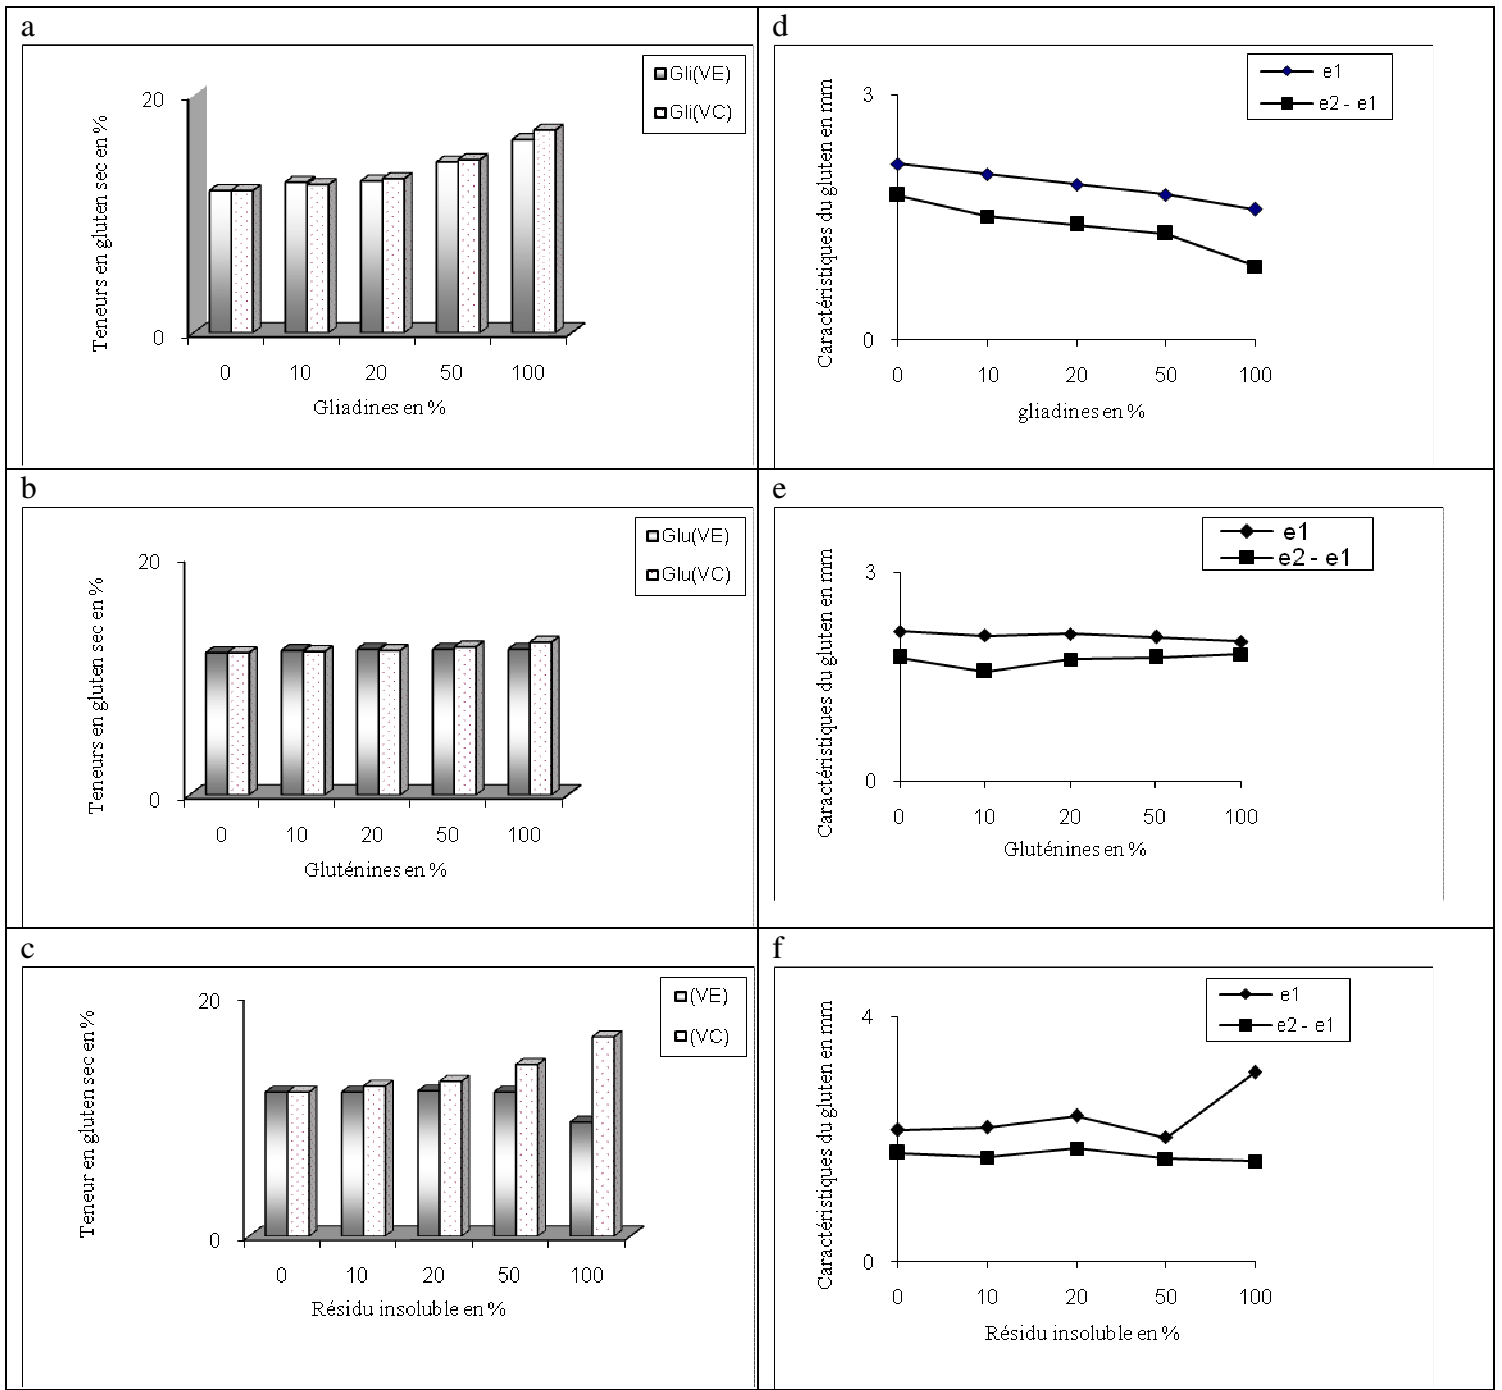 a
Gli(VE)
Gli(VC)
Teneurs en gluten sec en %
20
0
0 10 20 50 100
Gliadines en %
d
e1
e2 - e1
Caractéristiques du gluten en mm
3
0
0 10 20 50 100
gliadines en %
b
Glu(VE)
Glu(VC)
Teneurs en gluten sec en %
20
0
0 10 20 50 100
Gluténines en %
e
e1
e2 - e1
Caractéristiques du gluten en mm
3
0
0 10 20 50 100
Gluténines en %
c
(VE)
(VC)
Teneur en gluten sec en %
20
0
0 10 20 50 100
Résidu insoluble en %
f
e1
e2 - e1
Caractéristiques du gluten en mm
4
0
0 10 20 50 100
Résidu insoluble en %